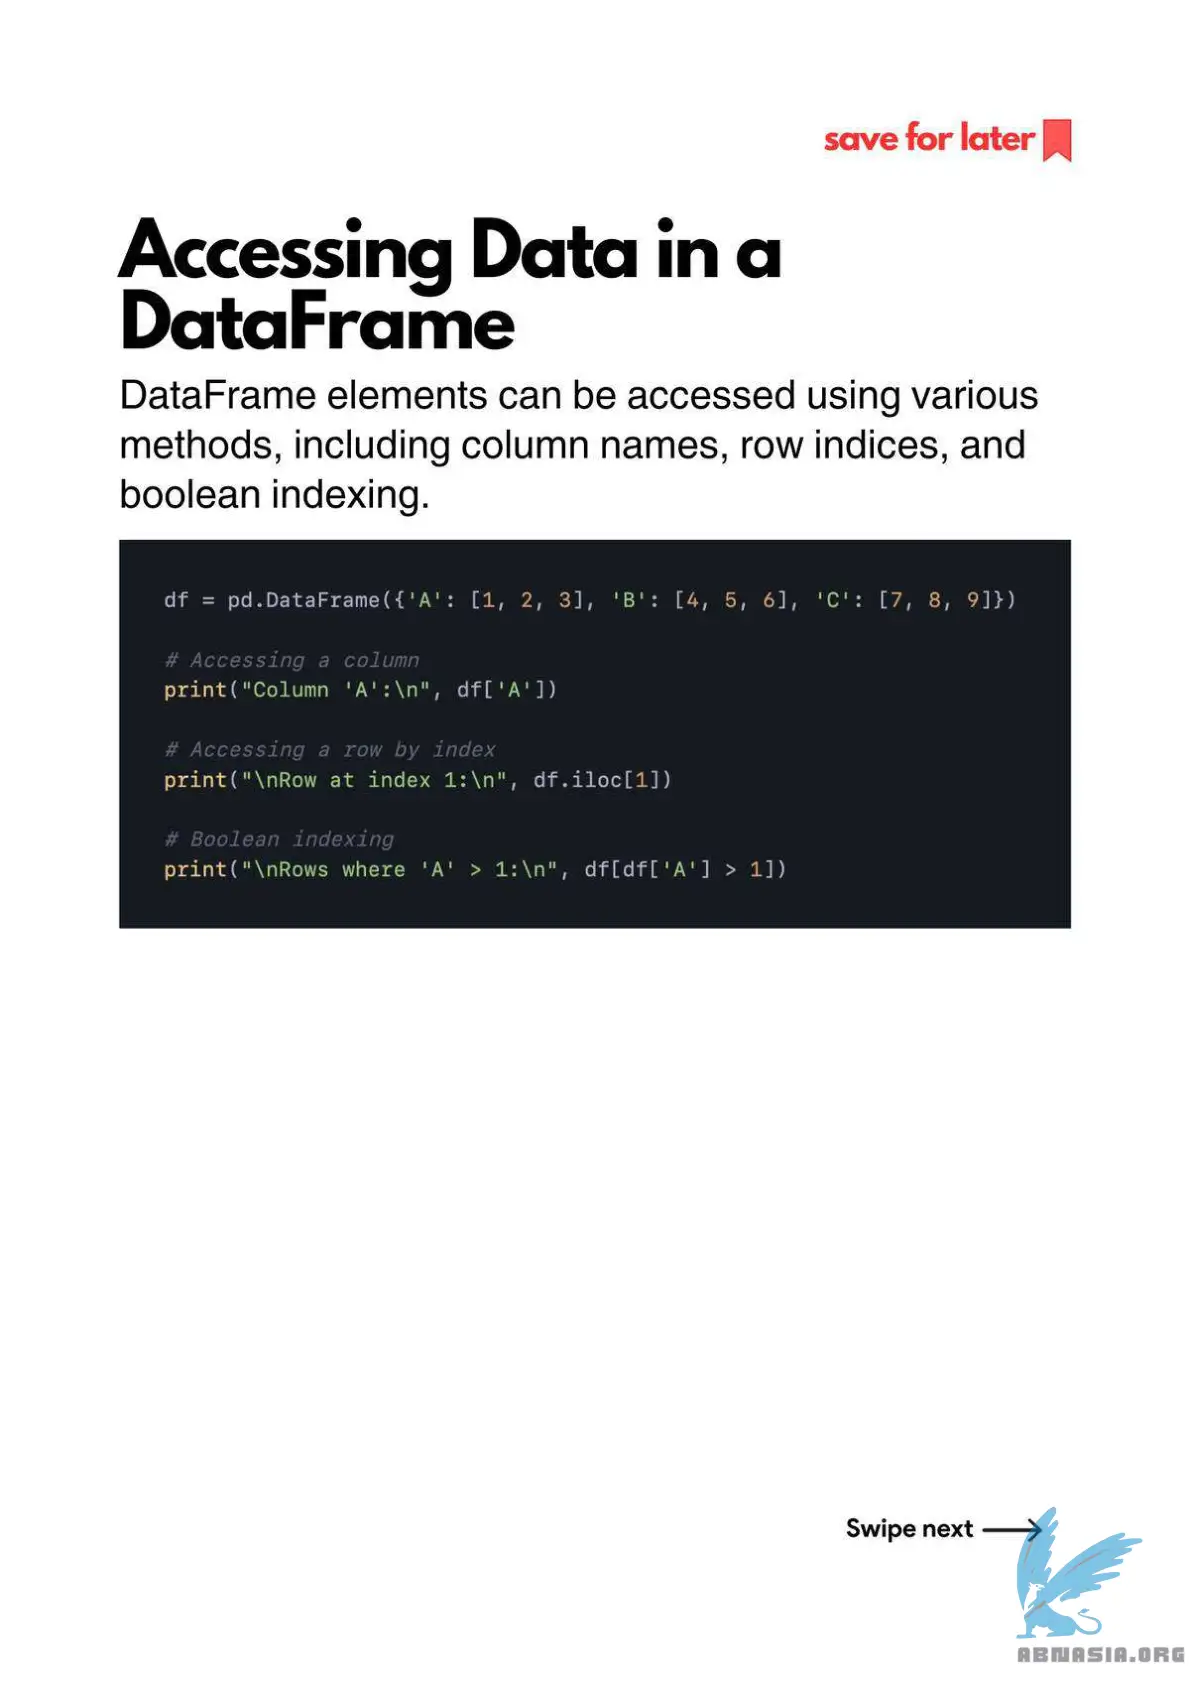 save for later
Accessing Data in a
DataFrame
DataFrame elements can be accessed using various
methods, including column names, row indices, and
boolean indexing.
df = pd.DataFrame({'A': [1, 2, 3], 'B': [4, 5, 6], 'C': [7, 8, 9]})
# Accessing a column
print("Column 'A':\n", df['A'])
# Accessing a row by index
print("\nRow at index 1:\n", df.iloc[1])
# Boolean indexing
print("\nRows where 'A' > 1:\n", df[df['A'] > 1])
Swipe next
ABNASIA.ORG